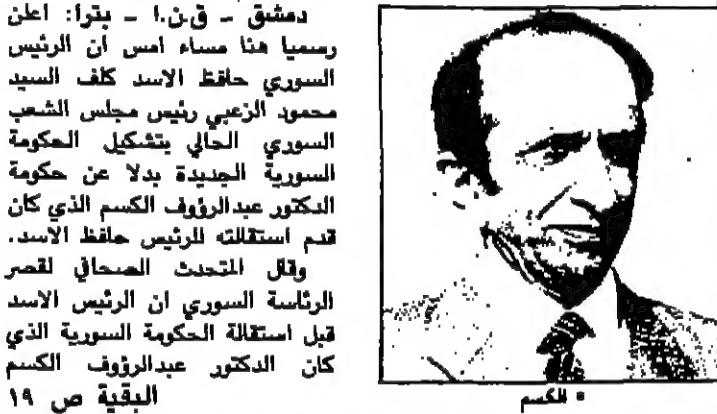 دمشق ـ ق.ن.ا ـ بترا: اعلن
رسميا هنا مساء امس ان الرئيس
السوري حافظ الاسد كلف السيد
محمود الزعبي رئيس مجلس الشعب
السوري الحالي بتشكيل الحكومة
السورية الجديدة بدلا عن حكومة
الدكتور عبدالرؤوف الكسم الذي كان
قدم استقالته للرئيس حافظ الاسد.
وقال المتحدث الصحافي لقصر
الرئاسة السوري ان الرئيس الاسد
قبل استقالة الحكومة السورية الذي
كان الدكتور عبدالرؤوف الكسم
البقية ص ١٩
* الكسم